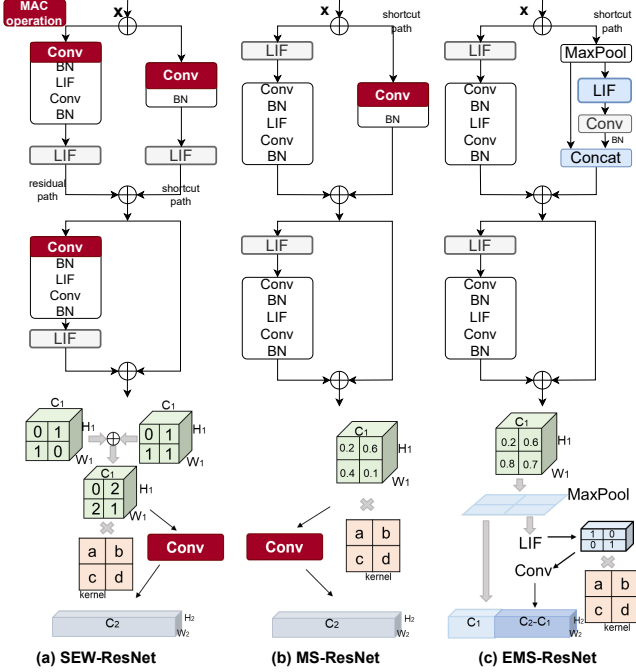 MAC
operation
X
Conv
BN
LIF
Conv
BN
Conv
BN
LIF
LIF
residual
path
shortcut
path
Conv
BN
LIF
Conv
BN
LIF
C1
0 1
1 0
H1
W1
C1
0 1
1 1
H1
W1
C1
0 2
2 1
H1
W1
a b
c d
kernel
Conv
C2
H2
W2
(a) SEW-ResNet
X
shortcut
path
LIF
Conv
BN
LIF
Conv
BN
Conv
BN
LIF
Conv
BN
LIF
Conv
BN
C1
0.2 0.6
0.4 0.1
H1
W1
Conv
a b
c d
kernel
C2
H2
W2
(b) MS-ResNet
X
shortcut
path
LIF
Conv
BN
LIF
Conv
BN
MaxPool
LIF
Conv
BN
Concat
LIF
Conv
BN
LIF
Conv
BN
C1
0.2 0.6
0.8 0.7
H1
W1
MaxPool
LIF
1 0
0 1
Conv
a b
c d
kernel
C1
C2-C1
H2
W2
(c) EMS-ResNet